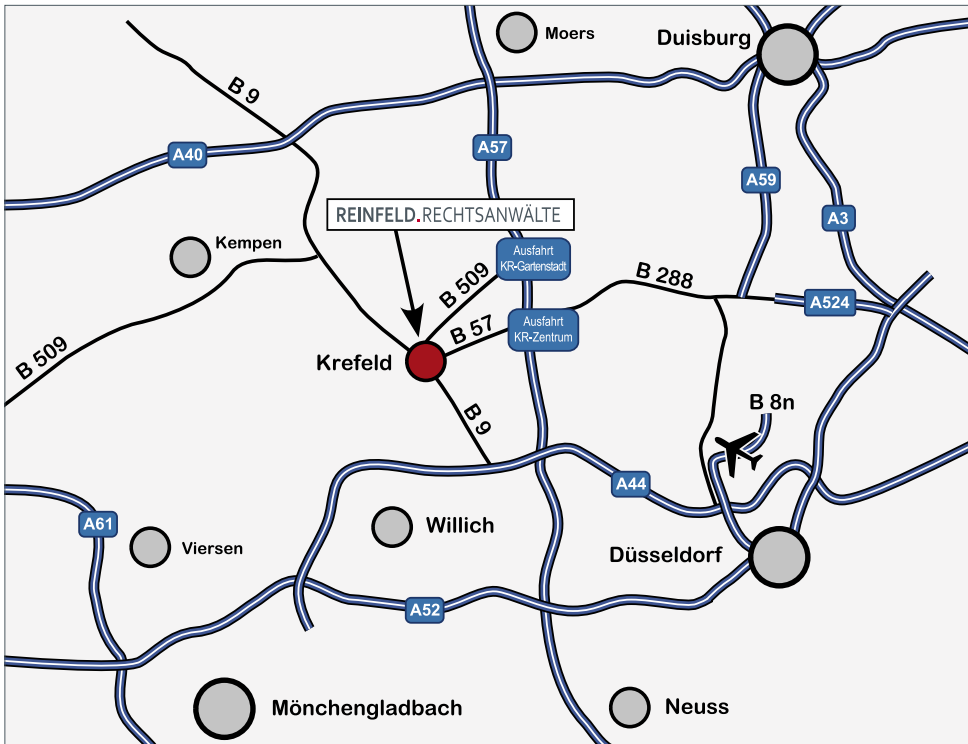 Moers
Duisburg
B 9
A40
A57
A59
A3
REINFELD.RECHTSANWÄLTE
Kempen
Ausfahrt
KR-Gartenstadt
B 509
B 288
A524
B 57
Ausfahrt
KR-Zentrum
B 509
Krefeld
B 9
B 8n
A44
A61
Viersen
Willich
Düsseldorf
A52
Mönchengladbach
Neuss